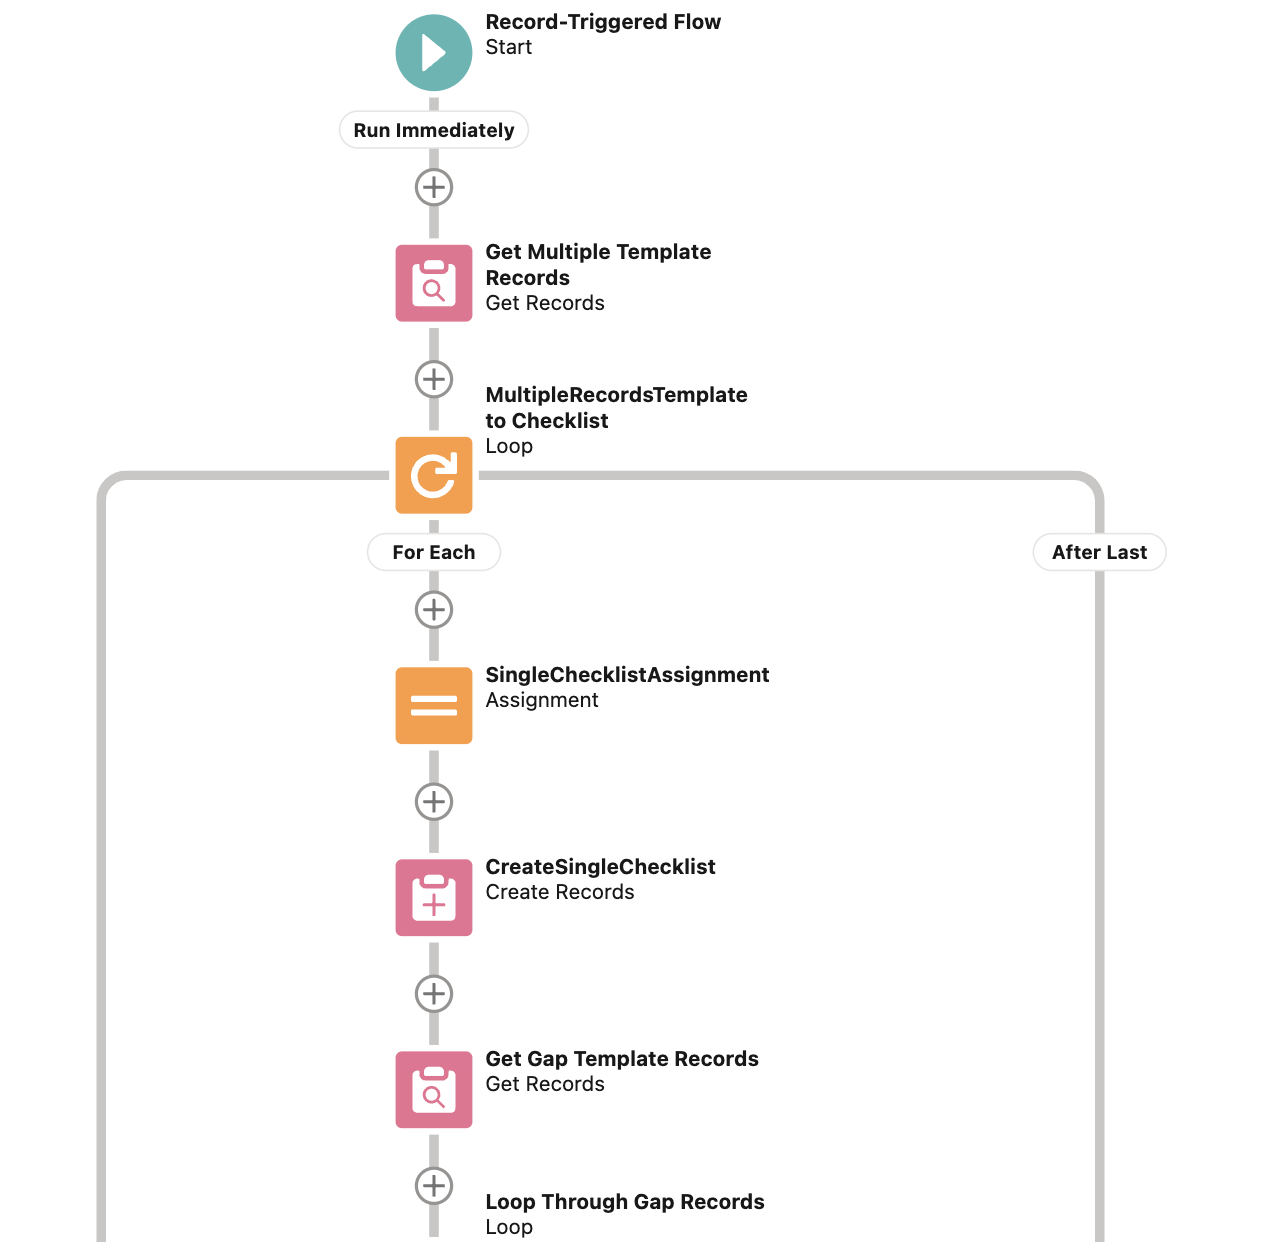 Record-Triggered Flow
Start
Run Immediately
Get Multiple Template
Records
Get Records
MultipleRecordsTemplate
to Checklist
Loop
For Each
After Last
SingleChecklistAssignment
Assignment
CreateSingleChecklist
Create Records
Get Gap Template Records
Get Records
Loop Through Gap Records
Loop